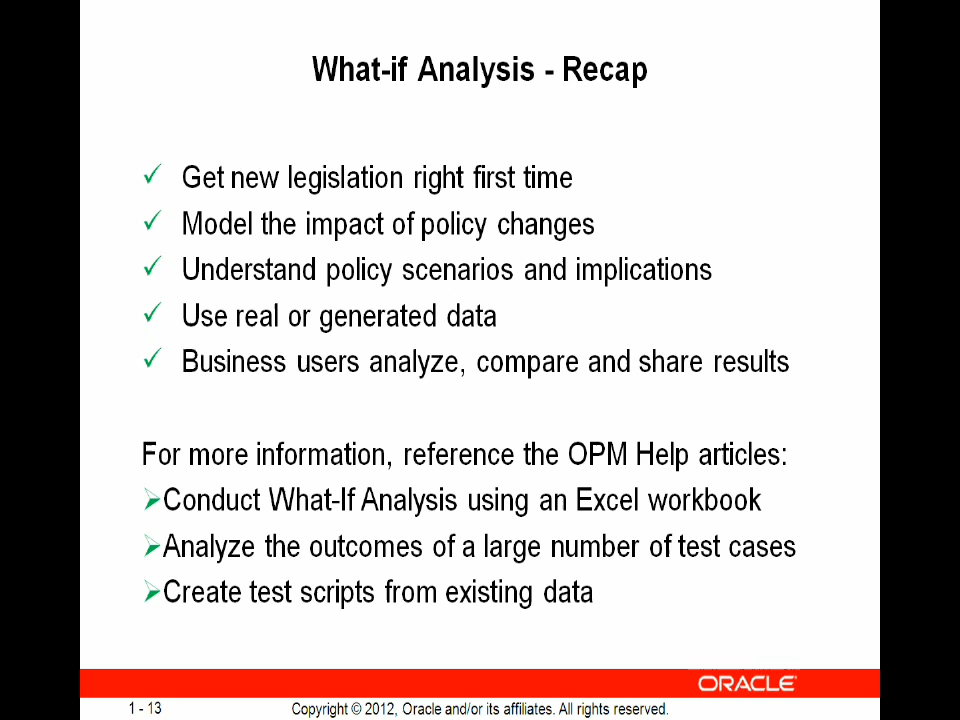 What-if Analysis - Recap
Get new legislation right first time
Model the impact of policy changes
Understand policy scenarios and implications
Use real or generated data
Business users analyze, compare and share results
For more information, reference the OPM Help articles:
Conduct What-If Analysis using an Excel workbook
Analyze the outcomes of a large number of test cases
Create test scripts from existing data
ORACLE
1 - 13
Copyright © 2012, Oracle and/or its affiliates. All rights reserved.